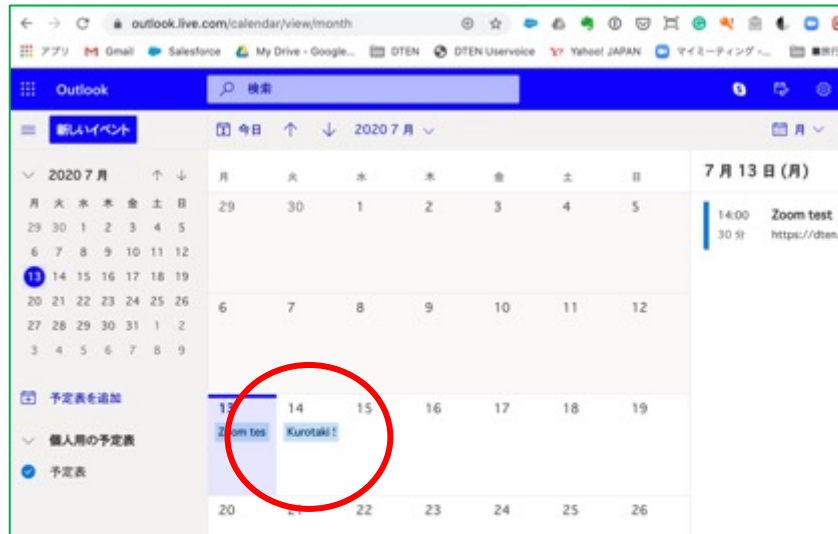 outlook.live.com/calendar/view/month
アプリ Gmail Salesforce My Drive - Google... DTEN DTEN Uservoice Yahoo! JAPAN マイミーティング -...
Outlook 検索
新しいイベント 今日 2020 7 月 月
2020 7 月
月 火 水 木 金 土 日
29 30 1 2 3 4 5
6 7 8 9 10 11 12
13 14 15 16 17 18 19
20 21 22 23 24 25 26
27 28 29 30 31 1 2
3 4 5 6 7 8 9
予定表を追加
個人用の予定表
予定表
月 火 水 木 金 土 日
29 30 1 2 3 4 5
6 7 8 9 10 11 12
13 14 15 16 17 18 19
Zoom tes Kurotaki
20 21 22 23 24 25 26
7 月 13 日 (月)
14:00 Zoom test
30 分 https://dten.